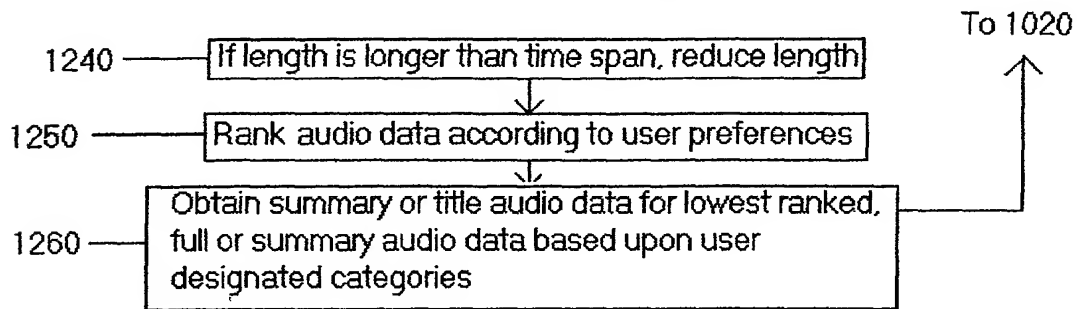 To 1020
1240 If length is longer than time span, reduce length
1250 Rank audio data according to user preferences
Obtain summary or title audio data for lowest ranked,
1260 full or summary audio data based upon user
designated categories